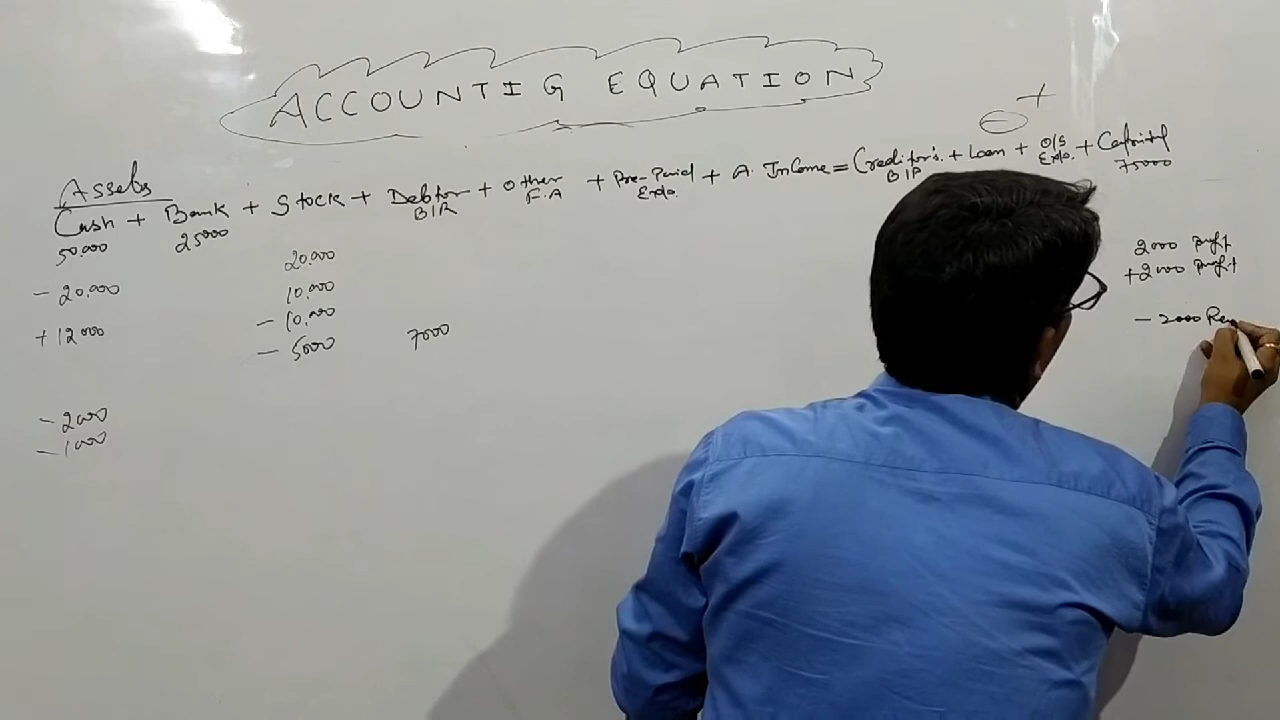 ACCOUNTIG EQUATION
− +
Assets
Cash + Bank + Stock + Debtor + Other + Pre-Paid + A. Income = Creditor's. + Loan + O/S + Capital
B/R F.A Exp. B/P Exp. 75000
50,000 25000
20,000 2000 profit
− 20,000 10,000 +2000 profit
− 10,000
+ 12000 − 5000 7000 − 2000
− 2000
− 1000